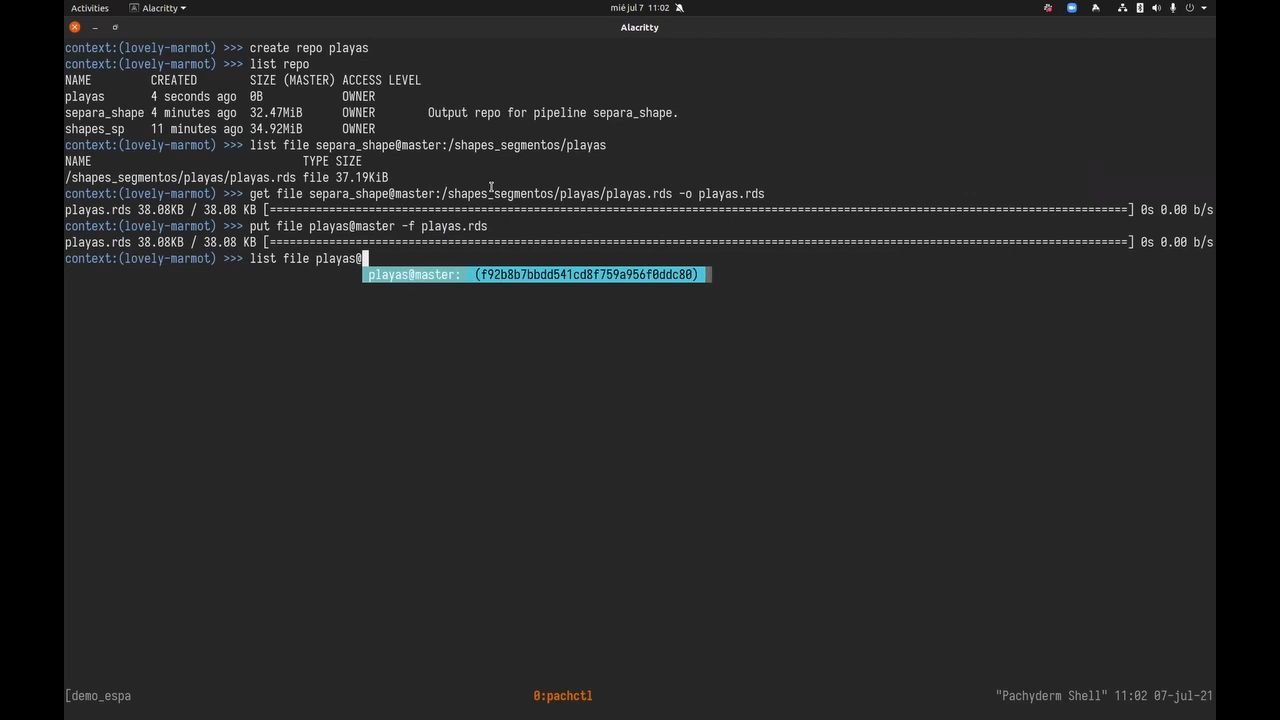 Activities Alacritty mié jul 7 11:02
Alacritty
context:(lovely-marmot) >>> create repo playas
context:(lovely-marmot) >>> list repo
NAME CREATED SIZE (MASTER) ACCESS LEVEL
playas 4 seconds ago 0B OWNER
separa_shape 4 minutes ago 32.47MiB OWNER Output repo for pipeline separa_shape.
shapes_sp 11 minutes ago 34.92MiB OWNER
context:(lovely-marmot) >>> list file separa_shape@master:/shapes_segmentos/playas
NAME TYPE SIZE
/shapes_segmentos/playas/playas.rds file 37.19KiB
context:(lovely-marmot) >>> get file separa_shape@master:/shapes_segmentos/playas/playas.rds -o playas.rds
playas.rds 38.08KB / 38.08 KB [==================================================================================================================================] 0s 0.00 b/s
context:(lovely-marmot) >>> put file playas@master -f playas.rds
playas.rds 38.08KB / 38.08 KB [==================================================================================================================================] 0s 0.00 b/s
context:(lovely-marmot) >>> list file playas@
playas@master: (f92b8b7bbdd541cd8f759a956f0ddc80)
[demo_espa 0:pachctl "Pachyderm Shell" 11:02 07-jul-21